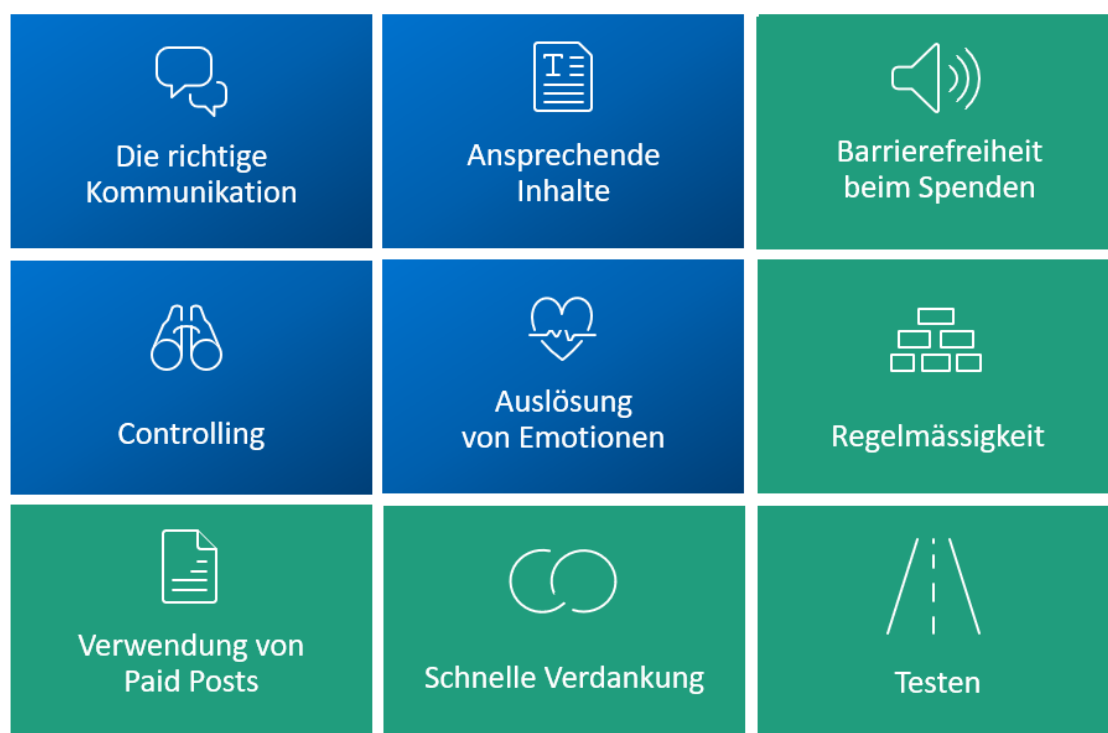 Die richtige
Kommunikation
Ansprechende
Inhalte
Barrierefreiheit
beim Spenden
Controlling
Auslösung
von Emotionen
Regelmässigkeit
Verwendung von
Paid Posts
Schnelle Verdankung
Testen